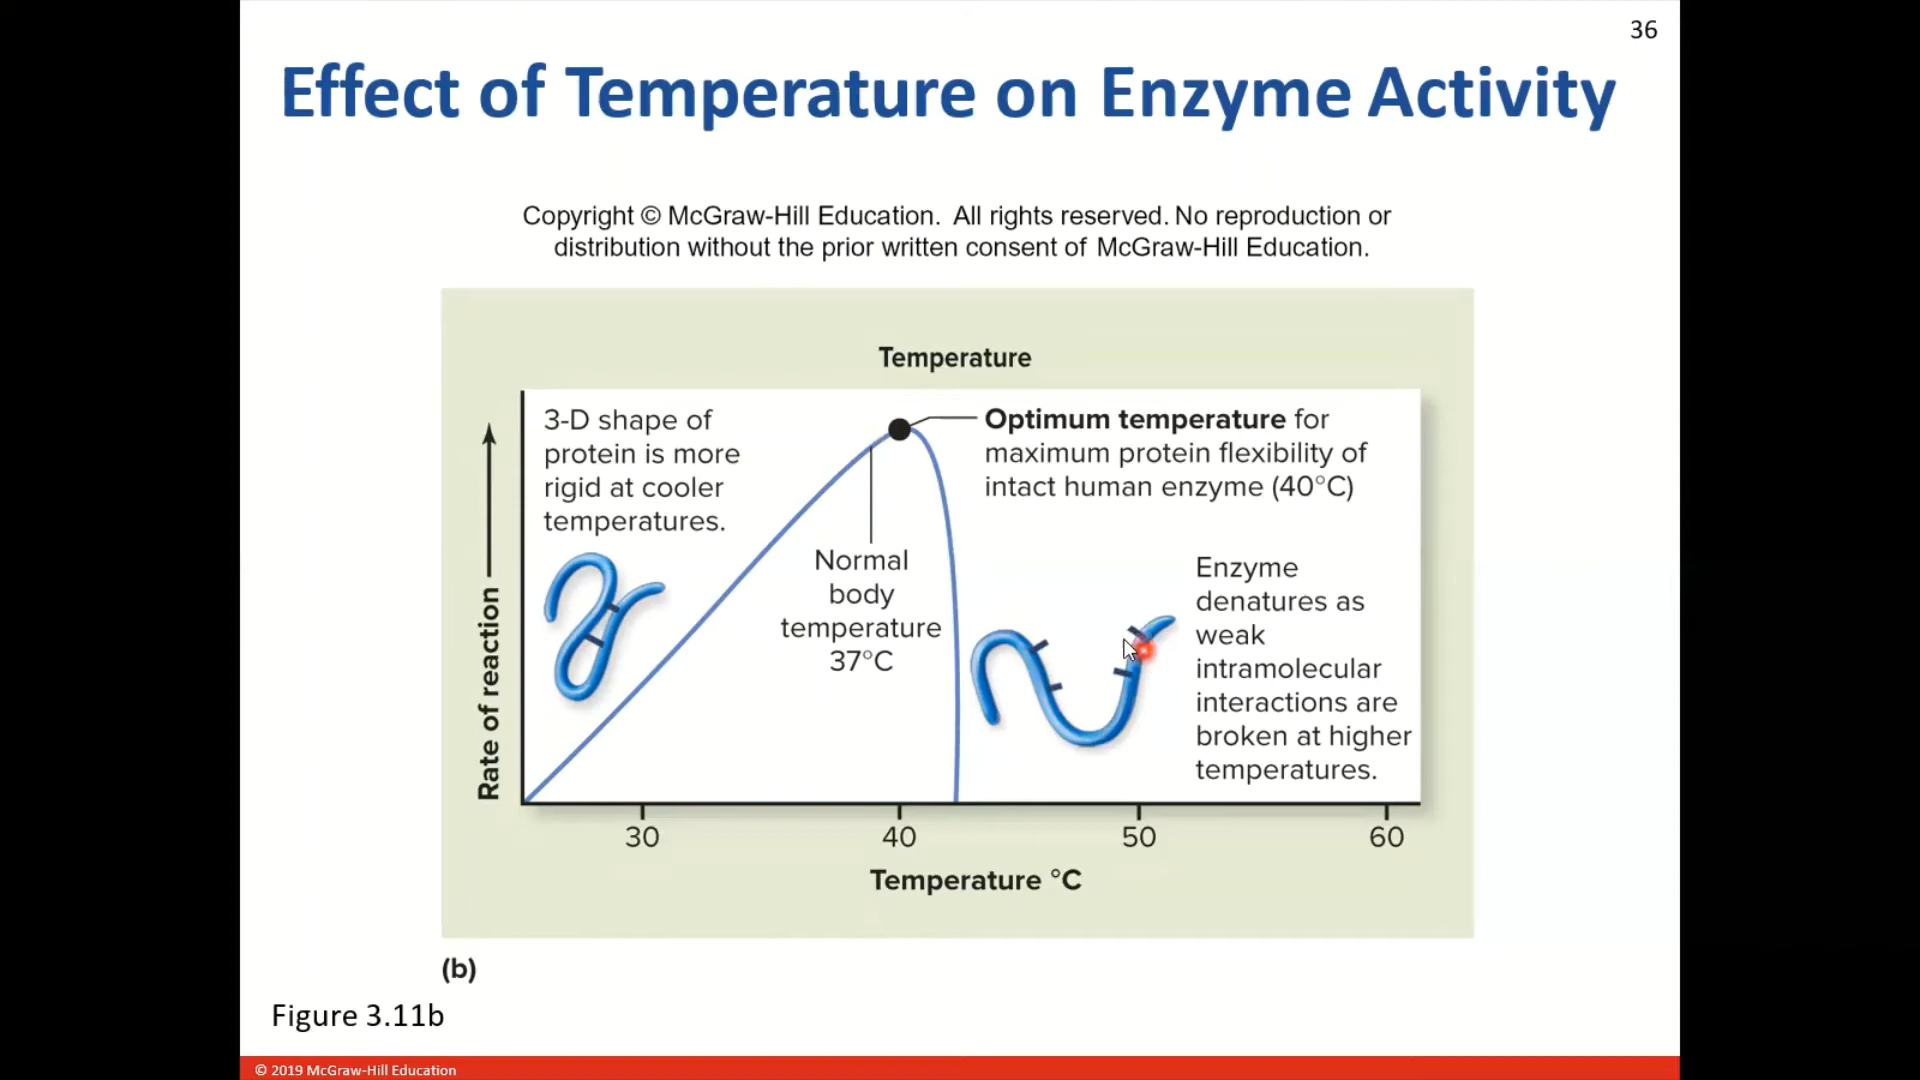 36
Effect of Temperature on Enzyme Activity
Copyright © McGraw-Hill Education. All rights reserved. No reproduction or
distribution without the prior written consent of McGraw-Hill Education.
Temperature
3-D shape of
protein is more
rigid at cooler
temperatures.
Optimum temperature for
maximum protein flexibility of
intact human enzyme (40°C)
Normal
body
temperature
37°C
Enzyme
denatures as
weak
intramolecular
interactions are
broken at higher
temperatures.
Rate of reaction
30
40
50
60
Temperature °C
(b)
Figure 3.11b
© 2019 McGraw-Hill Education